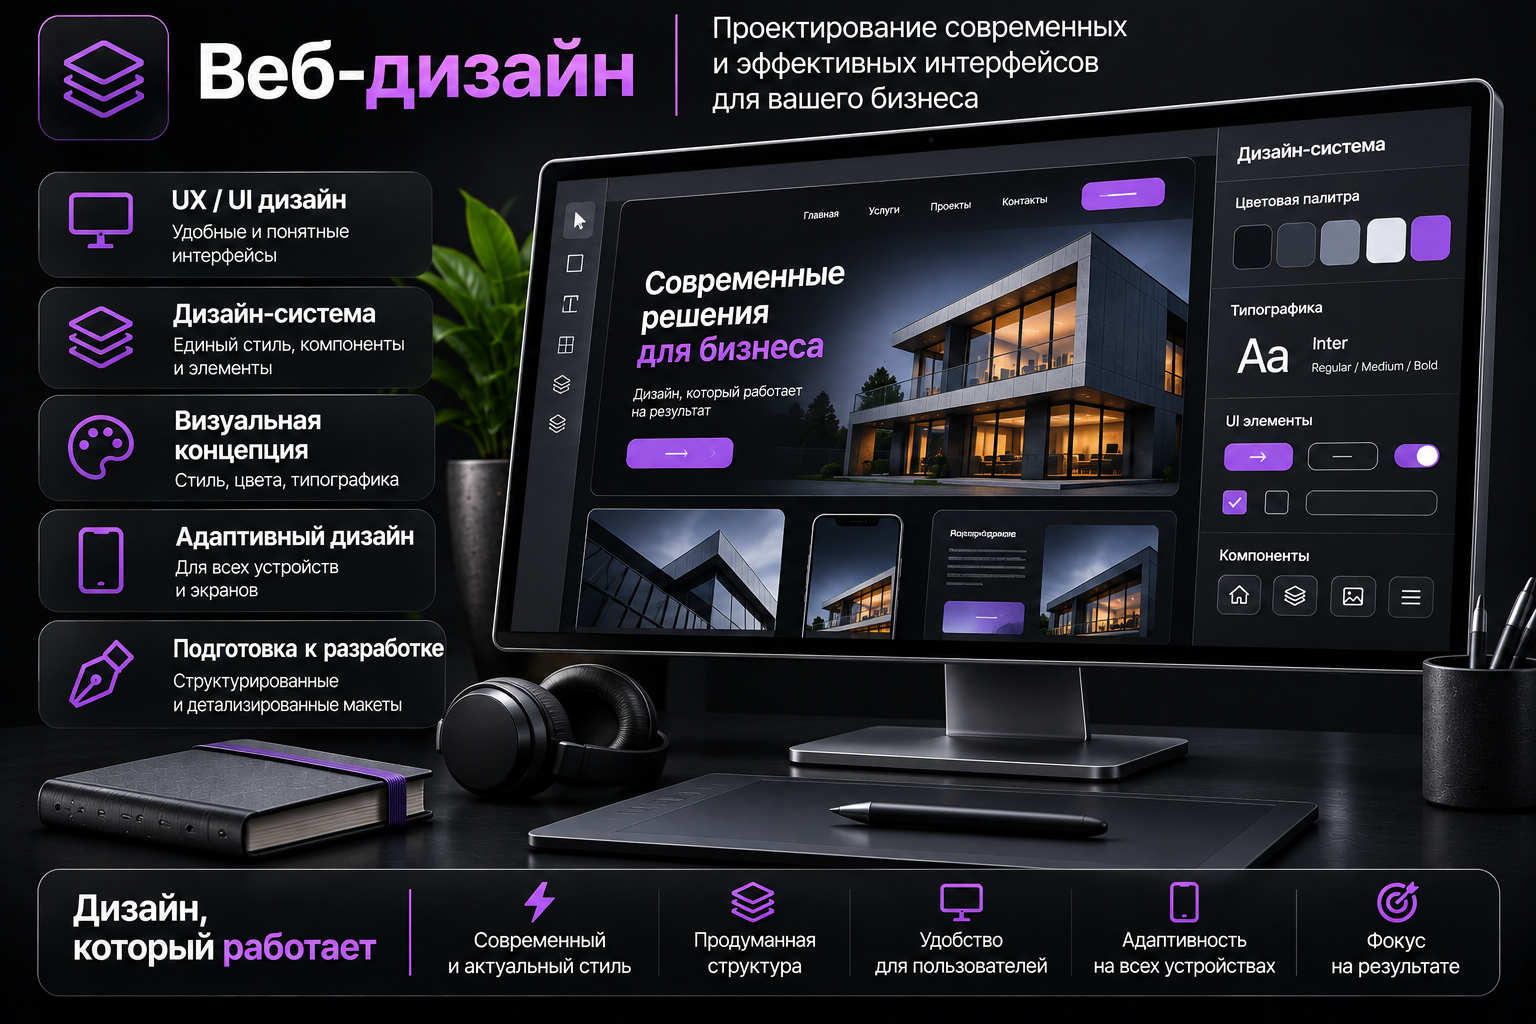 Веб-дизайн
Проектирование современных
и эффективных интерфейсов
для вашего бизнеса
UX / UI дизайн
Удобные и понятные
интерфейсы
Дизайн-система
Единый стиль, компоненты
и элементы
Визуальная
концепция
Стиль, цвета, типографика
Адаптивный дизайн
Для всех устройств
и экранов
Подготовка к разработке
Структурированные
и детализированные макеты
Главная
Услуги
Проекты
Контакты
Современные
решения
для бизнеса
Дизайн, который работает
на результат
Дизайн-система
Цветовая палитра
Типографика
Aa
Inter
Regular / Medium / Bold
UI элементы
Компоненты
Дизайн,
который работает
Современный
и актуальный стиль
Продуманная
структура
Удобство
для пользователей
Адаптивность
на всех устройствах
Фокус
на результате